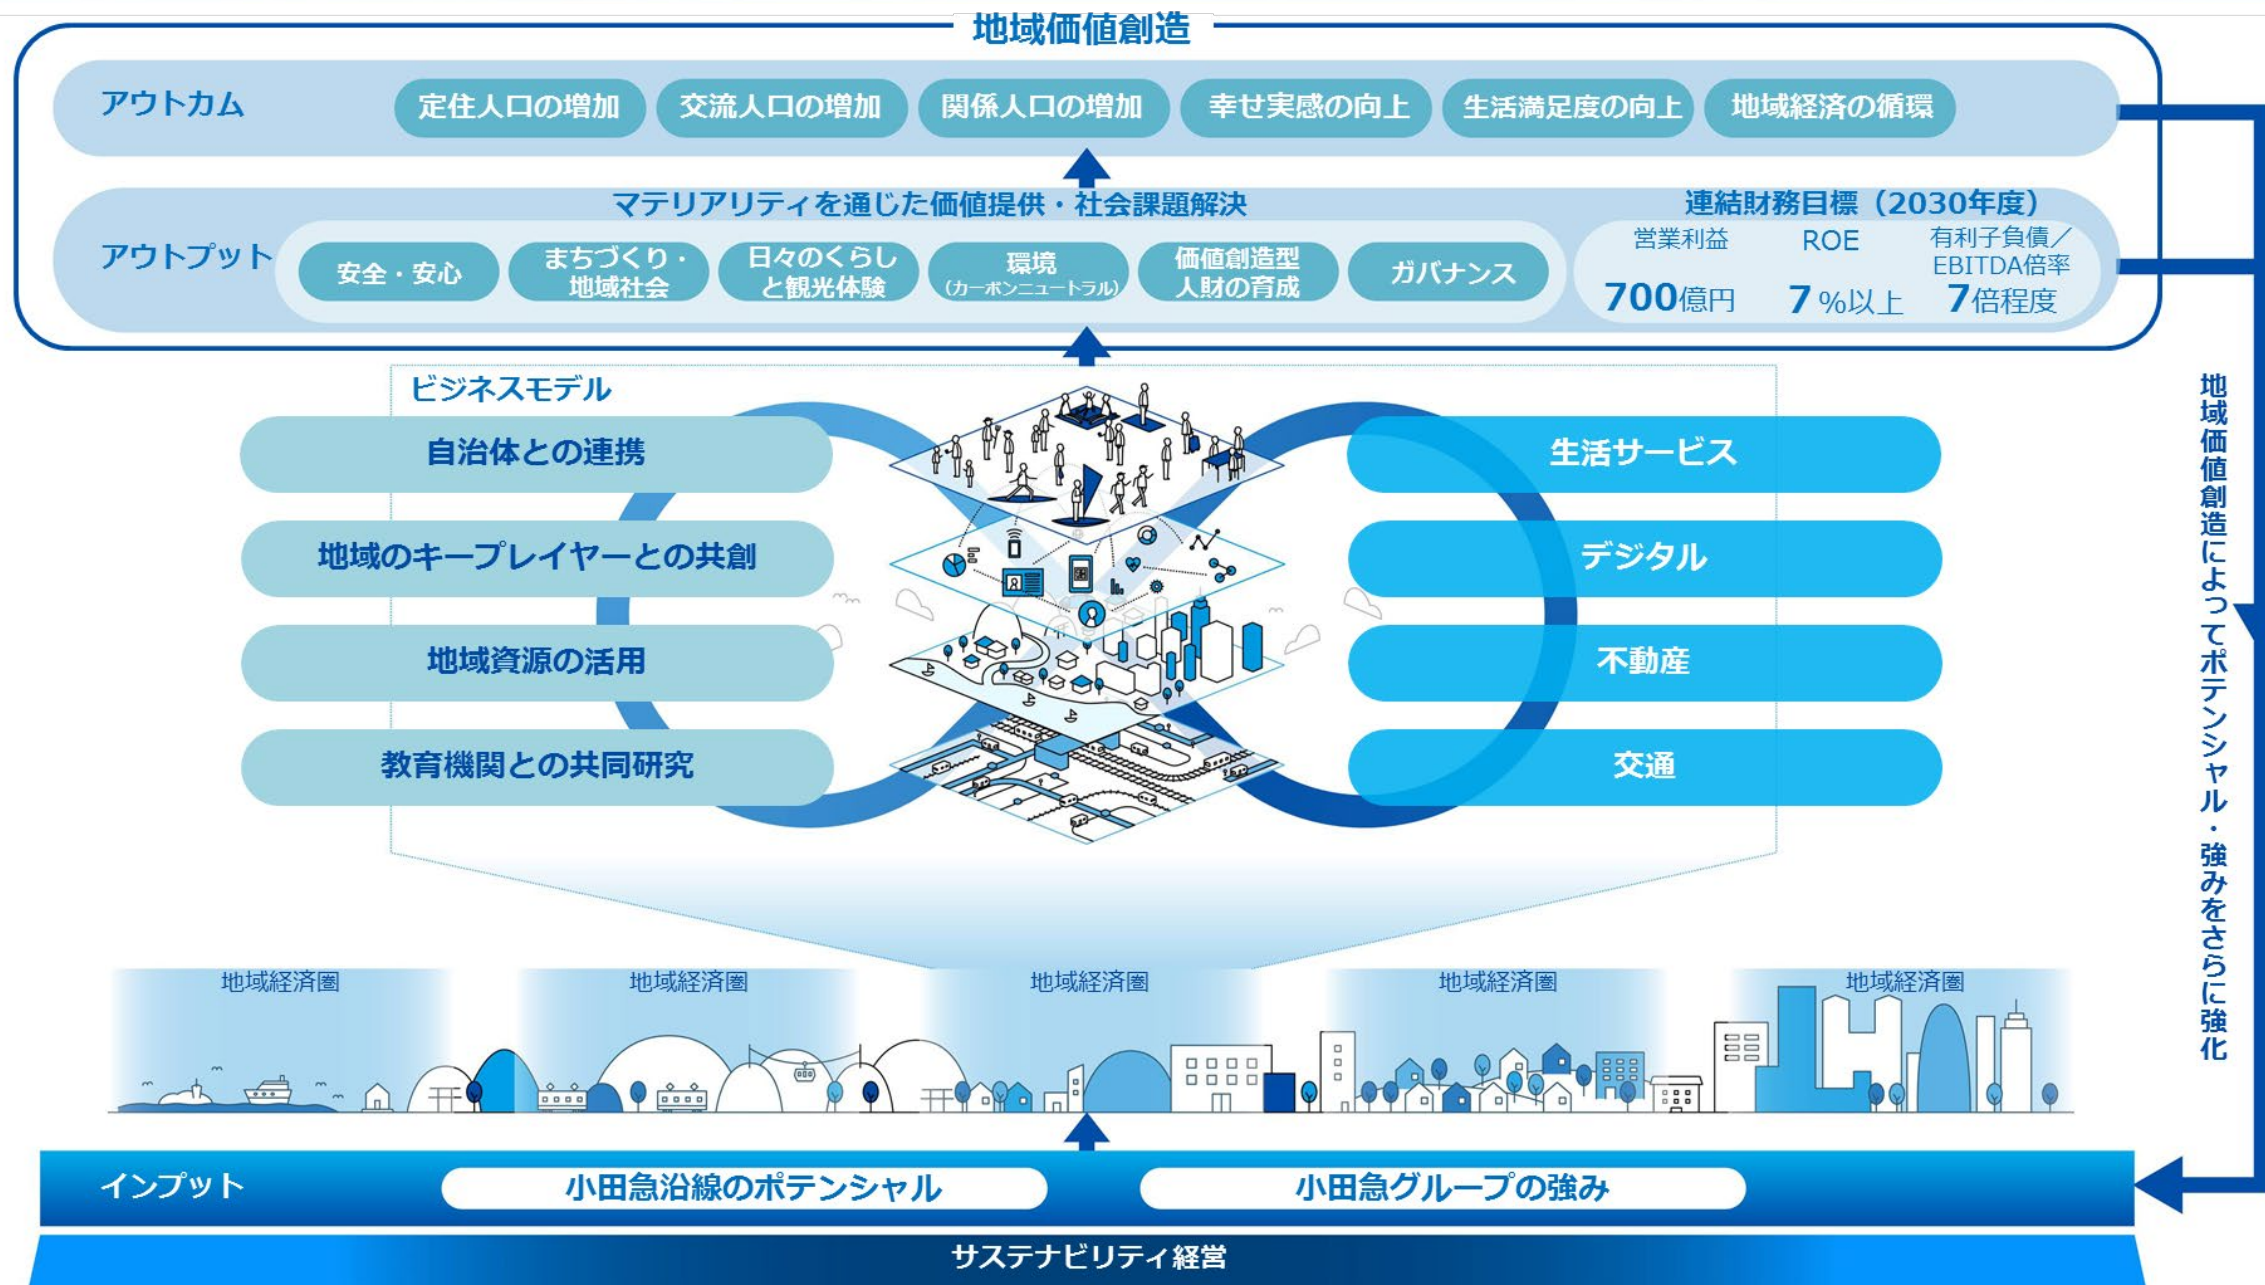 地域価値創造
アウトカム
定住人口の増加
交流人口の増加
関係人口の増加
幸せ実感の向上
生活満足度の向上
地域経済の循環
アウトプット
マテリアリティを通じた価値提供・社会課題解決
安全・安心
まちづくり・
地域社会
日々のくらし
と観光体験
環境
(カーボンニュートラル)
価値創造型
人財の育成
ガバナンス
連結財務目標（2030年度）
営業利益
700億円
ROE
7%以上
有利子負債／
EBITDA倍率
7倍程度
ビジネスモデル
自治体との連携
地域のキープレイヤーとの共創
地域資源の活用
教育機関との共同研究
生活サービス
デジタル
不動産
交通
地域価値創造によってポテンシャル・強みをさらに強化
地域経済圏
地域経済圏
地域経済圏
地域経済圏
地域経済圏
インプット
小田急沿線のポテンシャル
小田急グループの強み
サステナビリティ経営